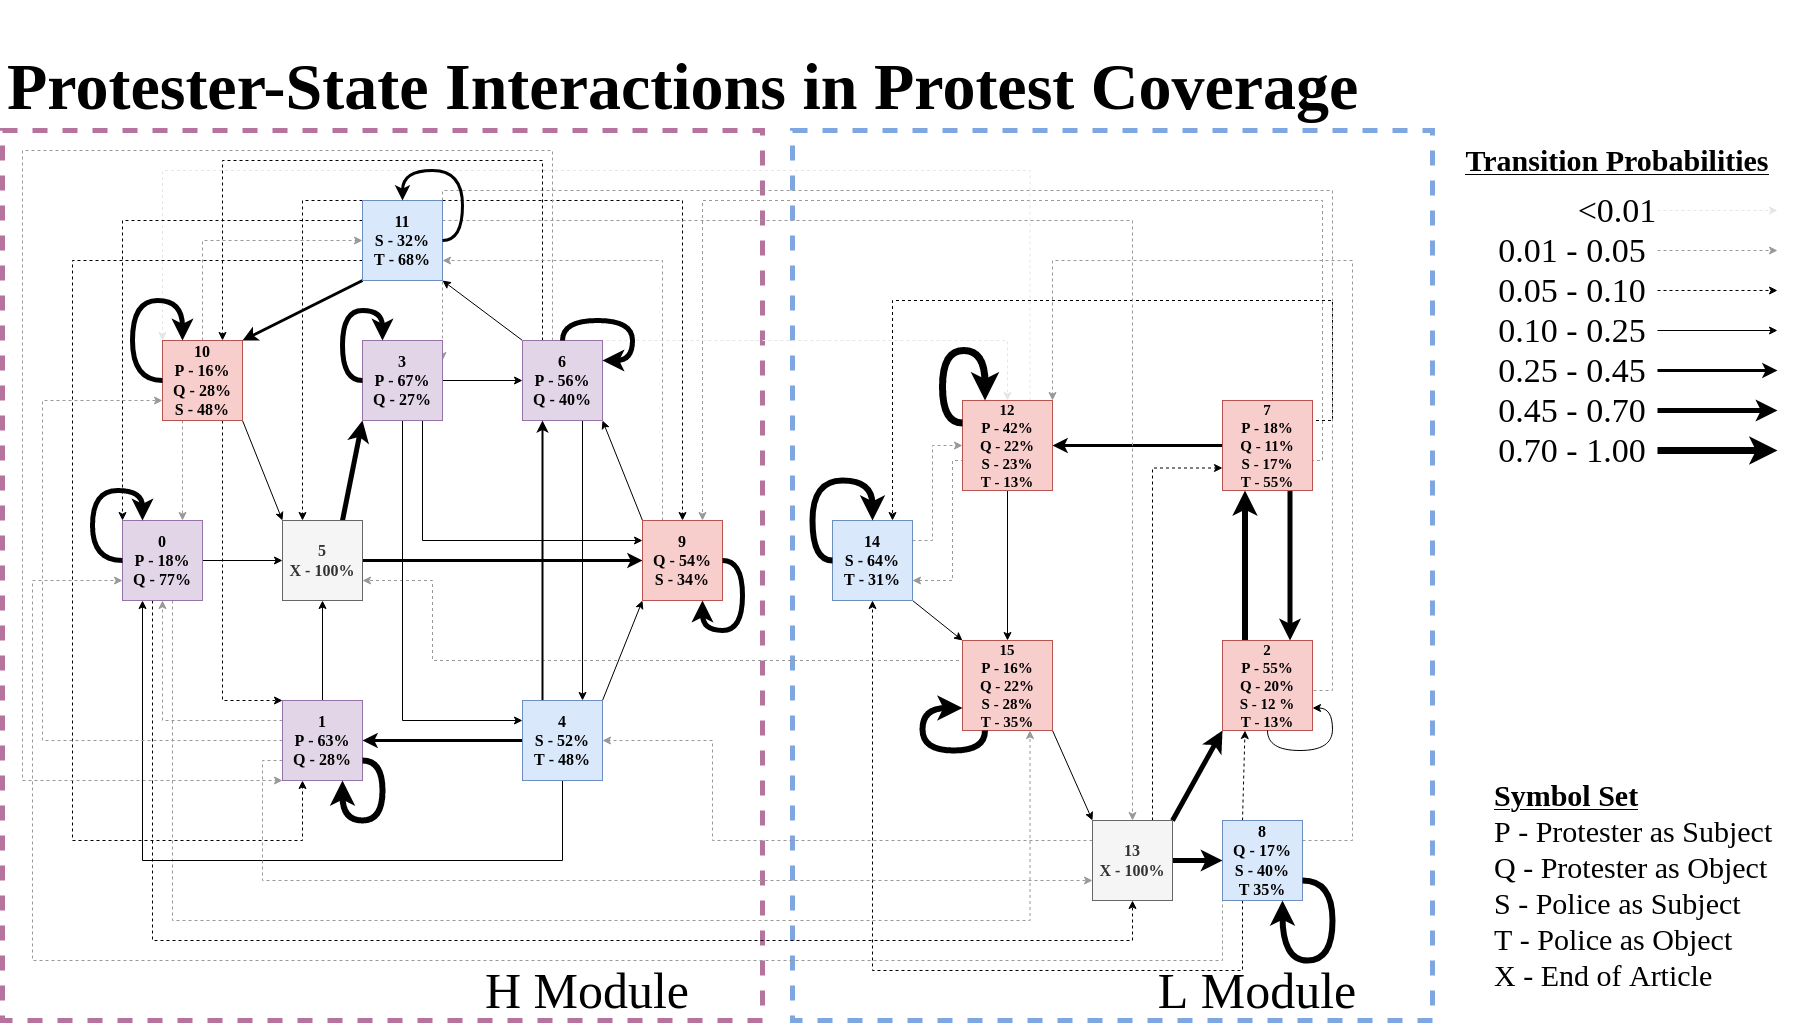 Protester-State Interactions in Protest Coverage
Transition Probabilities
<0.01
0.01 - 0.05
0.05 - 0.10
0.10 - 0.25
0.25 - 0.45
0.45 - 0.70
0.70 - 1.00
11
S - 32%
T - 68%
10
P - 16%
Q - 28%
S - 48%
3
P - 67%
Q - 27%
6
P - 56%
Q - 40%
0
P - 18%
Q - 77%
5
X - 100%
9
Q - 54%
S - 34%
1
P - 63%
Q - 28%
4
S - 52%
T - 48%
H Module
12
P - 42%
Q - 22%
S - 23%
T - 13%
7
P - 18%
Q - 11%
S - 17%
T - 55%
14
S - 64%
T - 31%
15
P - 16%
Q - 22%
S - 28%
T - 35%
2
P - 55%
Q - 20%
S - 12 %
T - 13%
13
X - 100%
8
Q - 17%
S - 40%
T 35%
L Module
Symbol Set
P - Protester as Subject
Q - Protester as Object
S - Police as Subject
T - Police as Object
X - End of Article